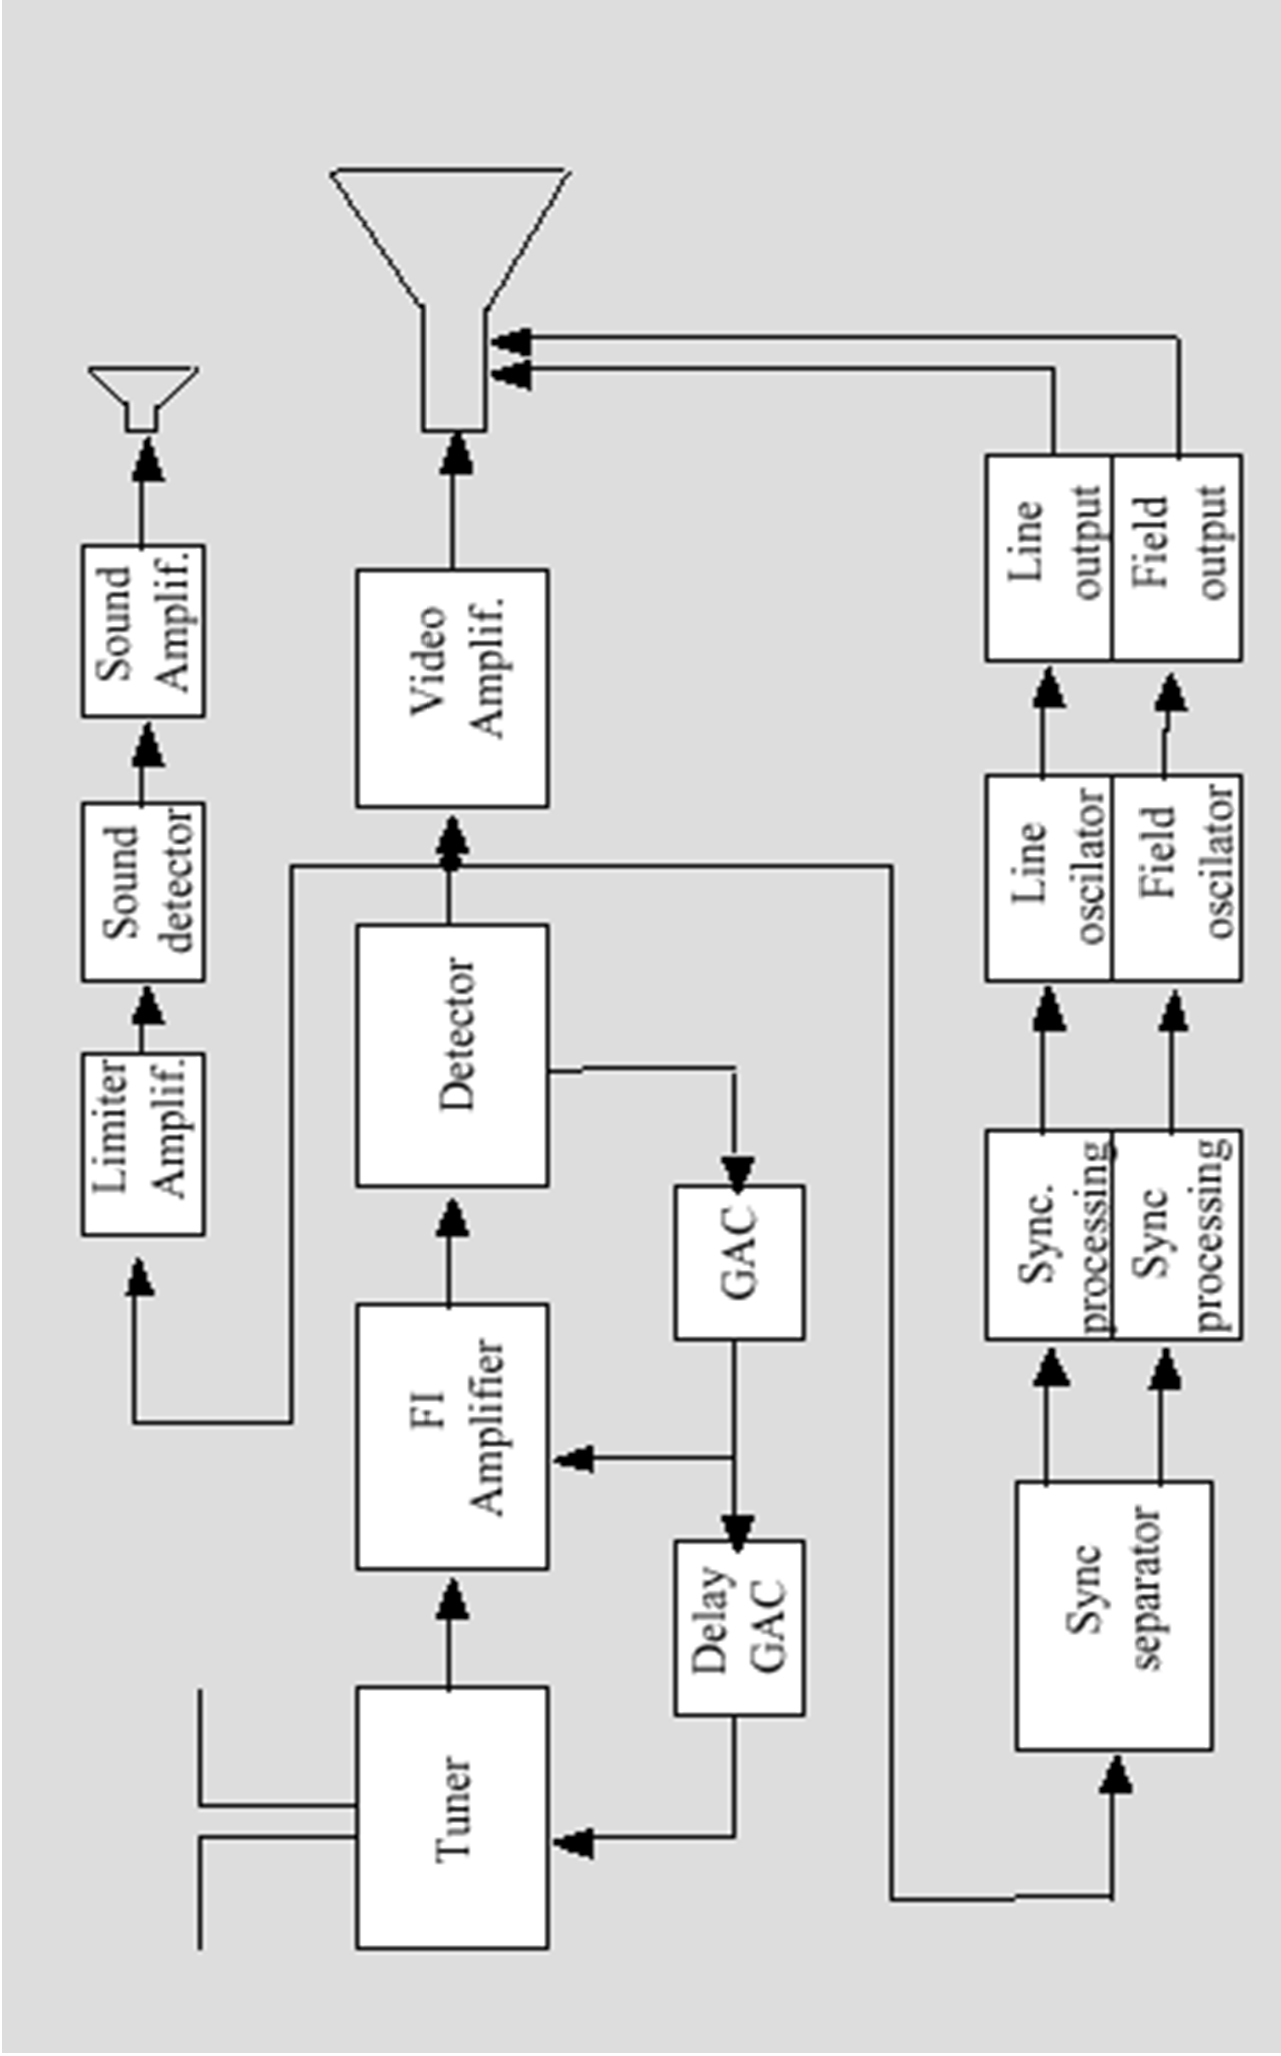 Limiter
Amplif.
Sound
detector
Sound
Amplif.
Tuner
FI
Amplifier
Detector
Video
Amplif.
Delay
GAC
GAC
Sync
separator
Sync.
processing
Line
oscilator
Line
output
Sync
processing
Field
oscilator
Field
output